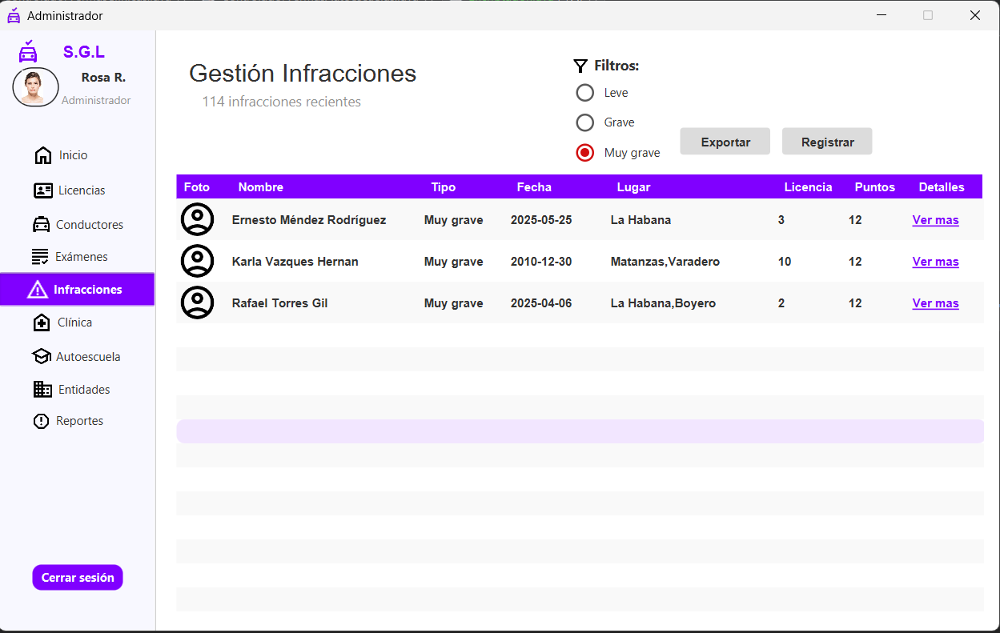 Administrador
S.G.L
Rosa R.
Administrador
Inicio
Licencias
Conductores
Exámenes
Infracciones
Clínica
Autoescuela
Entidades
Reportes
Cerrar sesión
Gestión Infracciones
114 infracciones recientes
Filtros:
Leve
Grave
Muy grave
Exportar Registrar
Foto Nombre Tipo Fecha Lugar Licencia Puntos Detalles
Ernesto Méndez Rodríguez Muy grave 2025-05-25 La Habana 3 12 Ver mas
Karla Vazques Hernan Muy grave 2010-12-30 Matanzas,Varadero 10 12 Ver mas
Rafael Torres Gil Muy grave 2025-04-06 La Habana,Boyero 2 12 Ver mas